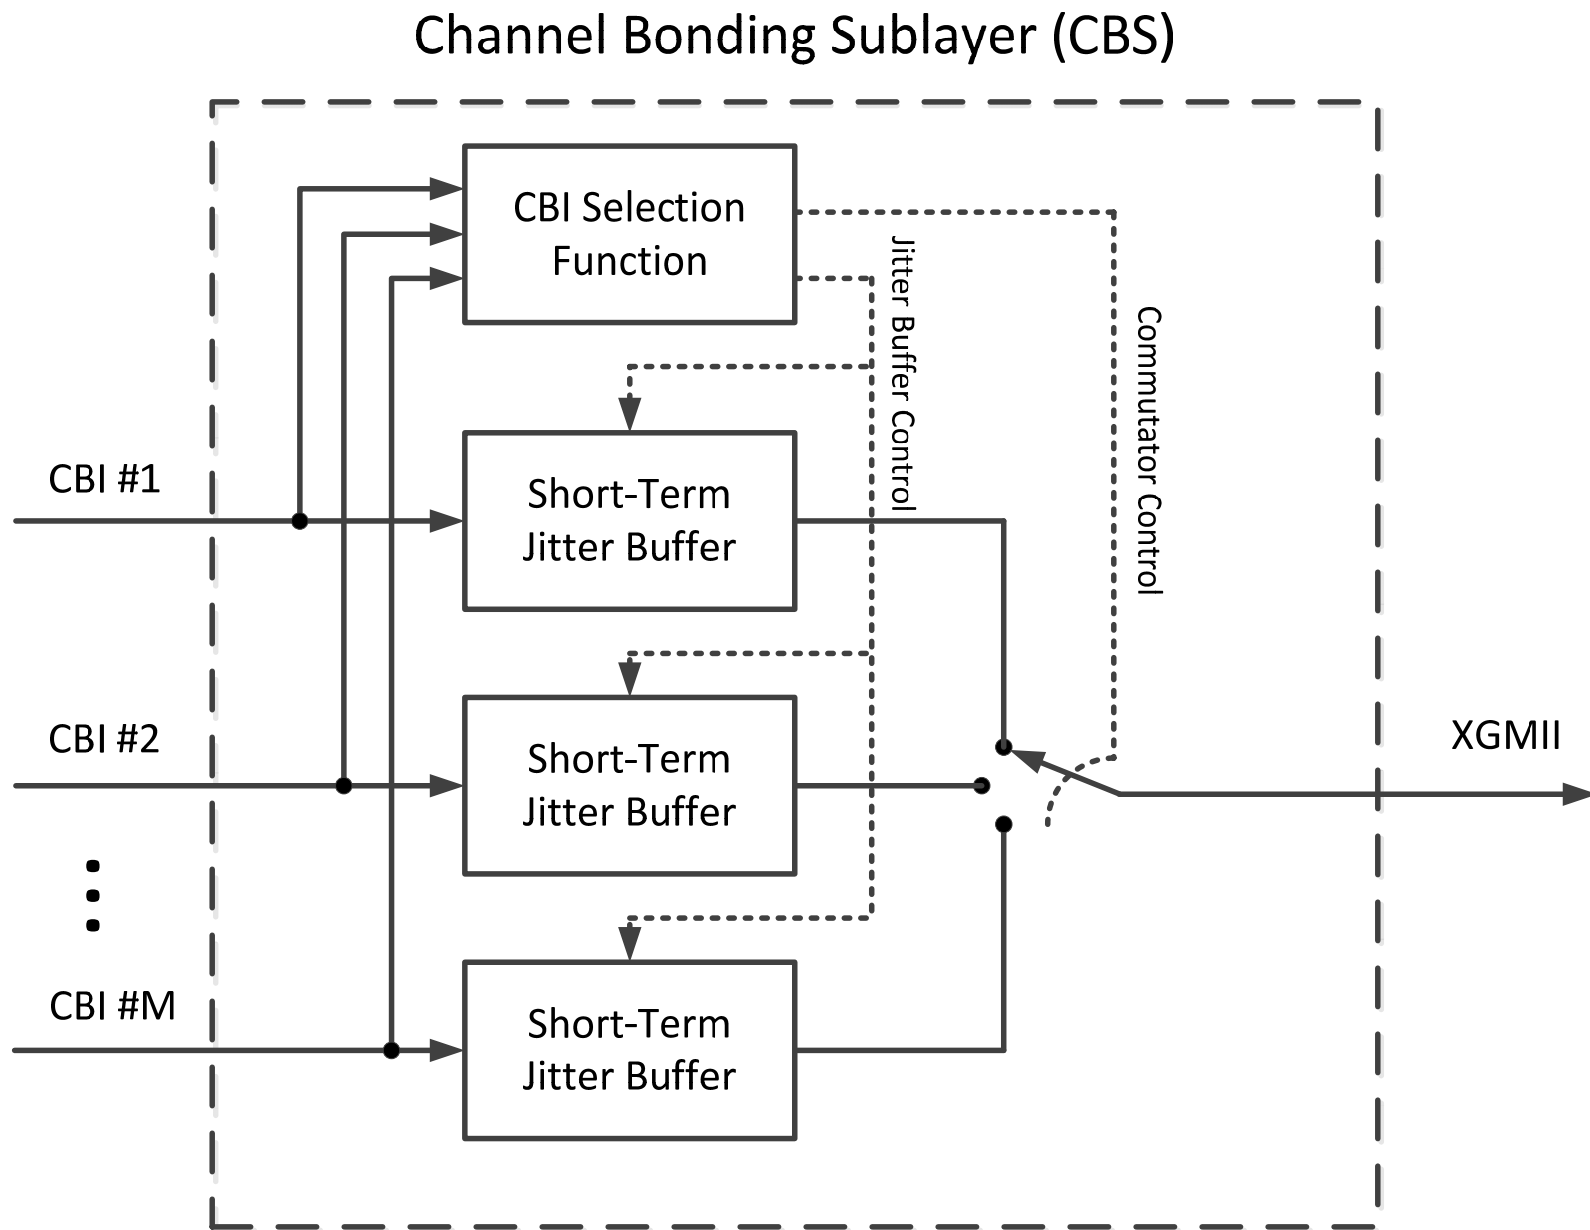 Channel Bonding Sublayer (CBS)
CBI Selection
Function
Jitter Buffer Control
Commutator Control
CBI #1
Short-Term
Jitter Buffer
CBI #2
Short-Term
Jitter Buffer
XGMII
CBI #M
Short-Term
Jitter Buffer